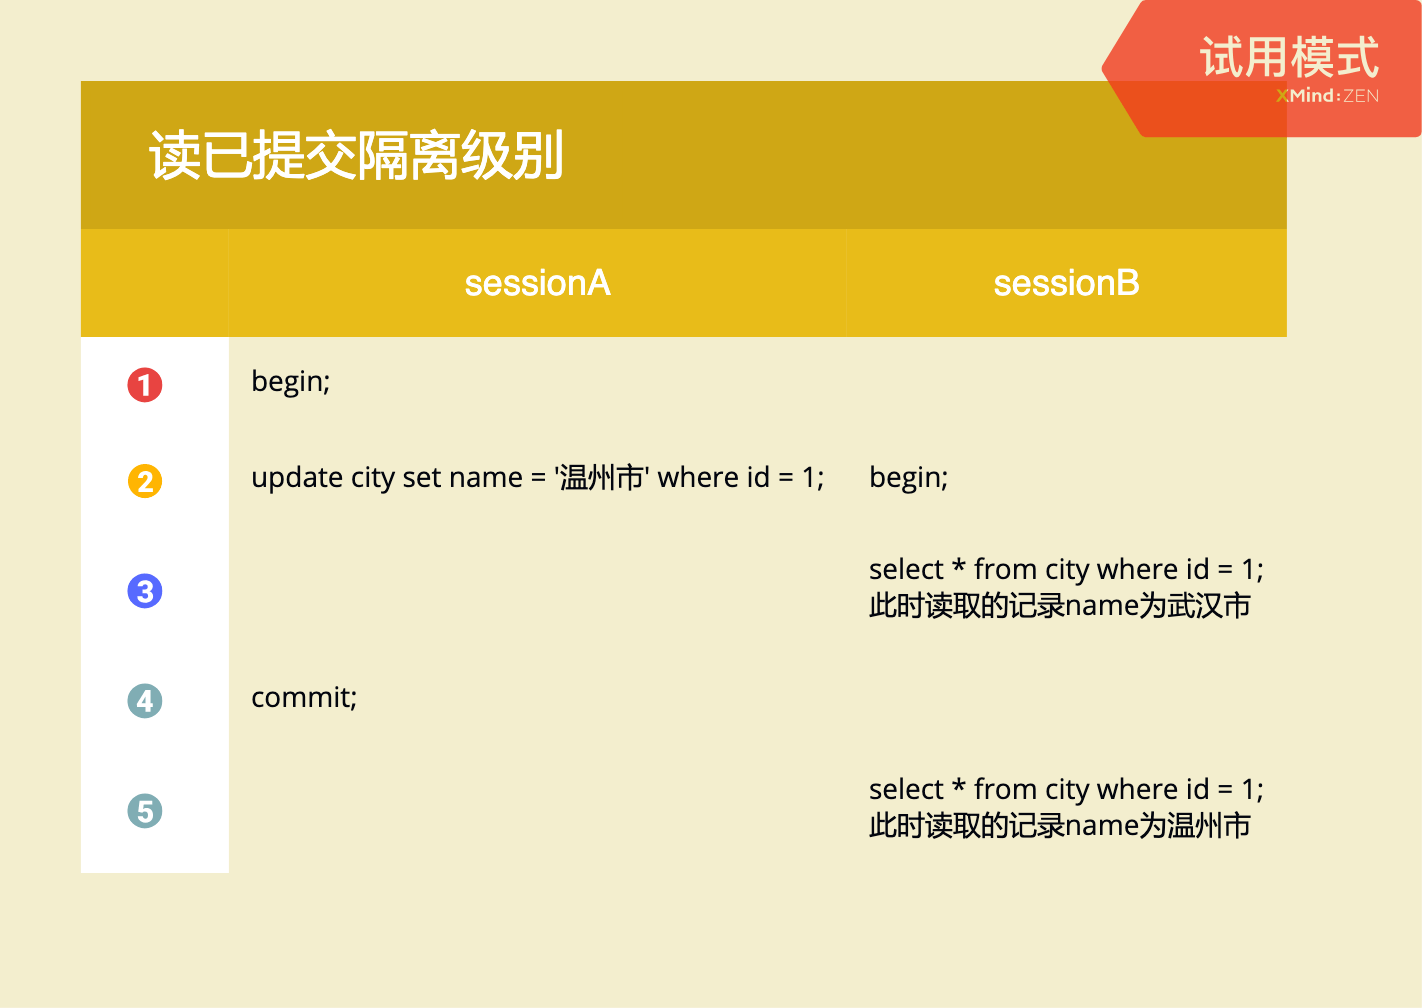 试用模式
XMind:ZEN
读已提交隔离级别
sessionA sessionB
1 begin;
2 update city set name = '温州市' where id = 1; begin;
3 select * from city where id = 1;
此时读取的记录name为武汉市
4 commit;
5 select * from city where id = 1;
此时读取的记录name为温州市